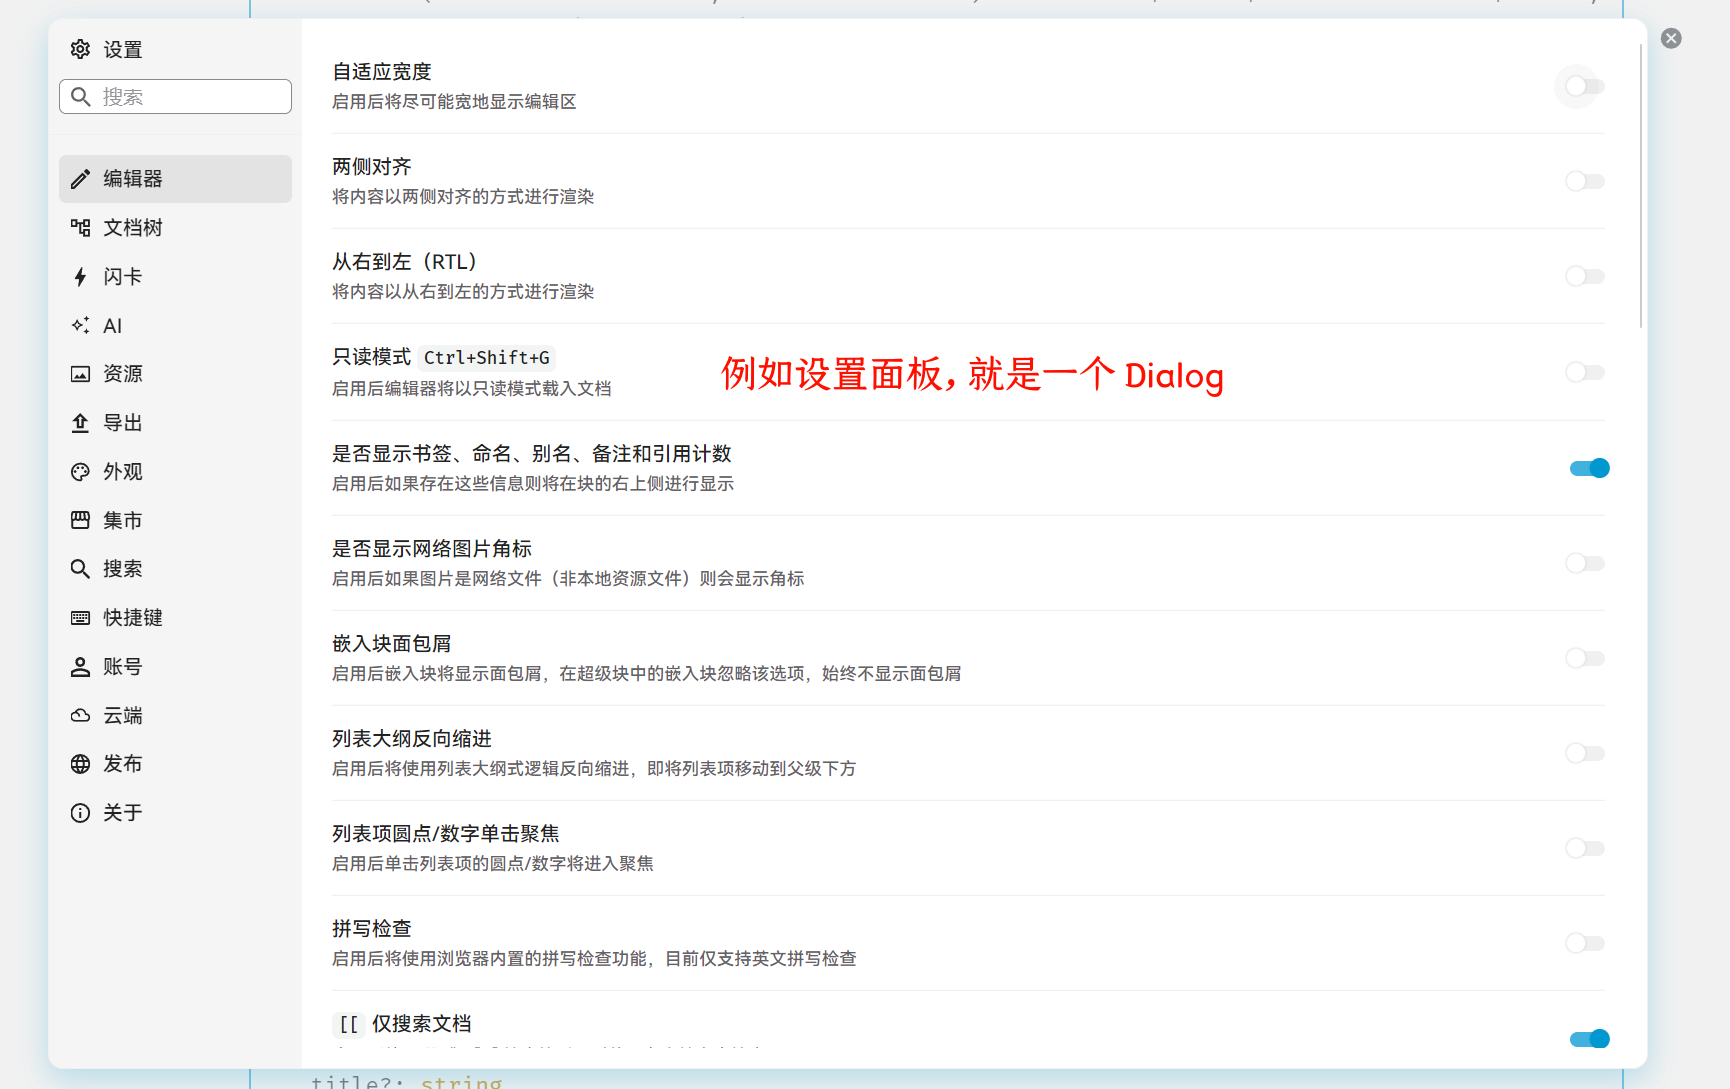 设置
搜索
编辑器
文档树
闪卡
AI
资源
导出
外观
集市
搜索
快捷键
账号
云端
发布
关于
自适应宽度
启用后将尽可能宽地显示编辑区
两侧对齐
将内容以两侧对齐的方式进行渲染
从右到左（RTL）
将内容以从右到左的方式进行渲染
只读模式 Ctrl+Shift+G
启用后编辑器将以只读模式载入文档
例如设置面板，就是一个 Dialog
是否显示书签、命名、别名、备注和引用计数
启用后如果存在这些信息则将在块的右上侧进行显示
是否显示网络图片角标
启用后如果图片是网络文件（非本地资源文件）则会显示角标
嵌入块面包屑
启用后嵌入块将显示面包屑，在超级块中的嵌入块忽略该选项，始终不显示面包屑
列表大纲反向缩进
启用后将使用列表大纲式逻辑反向缩进，即将列表项移动到父级下方
列表项圆点/数字单击聚焦
启用后单击列表项的圆点/数字将进入聚焦
拼写检查
启用后将使用浏览器内置的拼写检查功能，目前仅支持英文拼写检查
[[ 仅搜索文档
title?: string